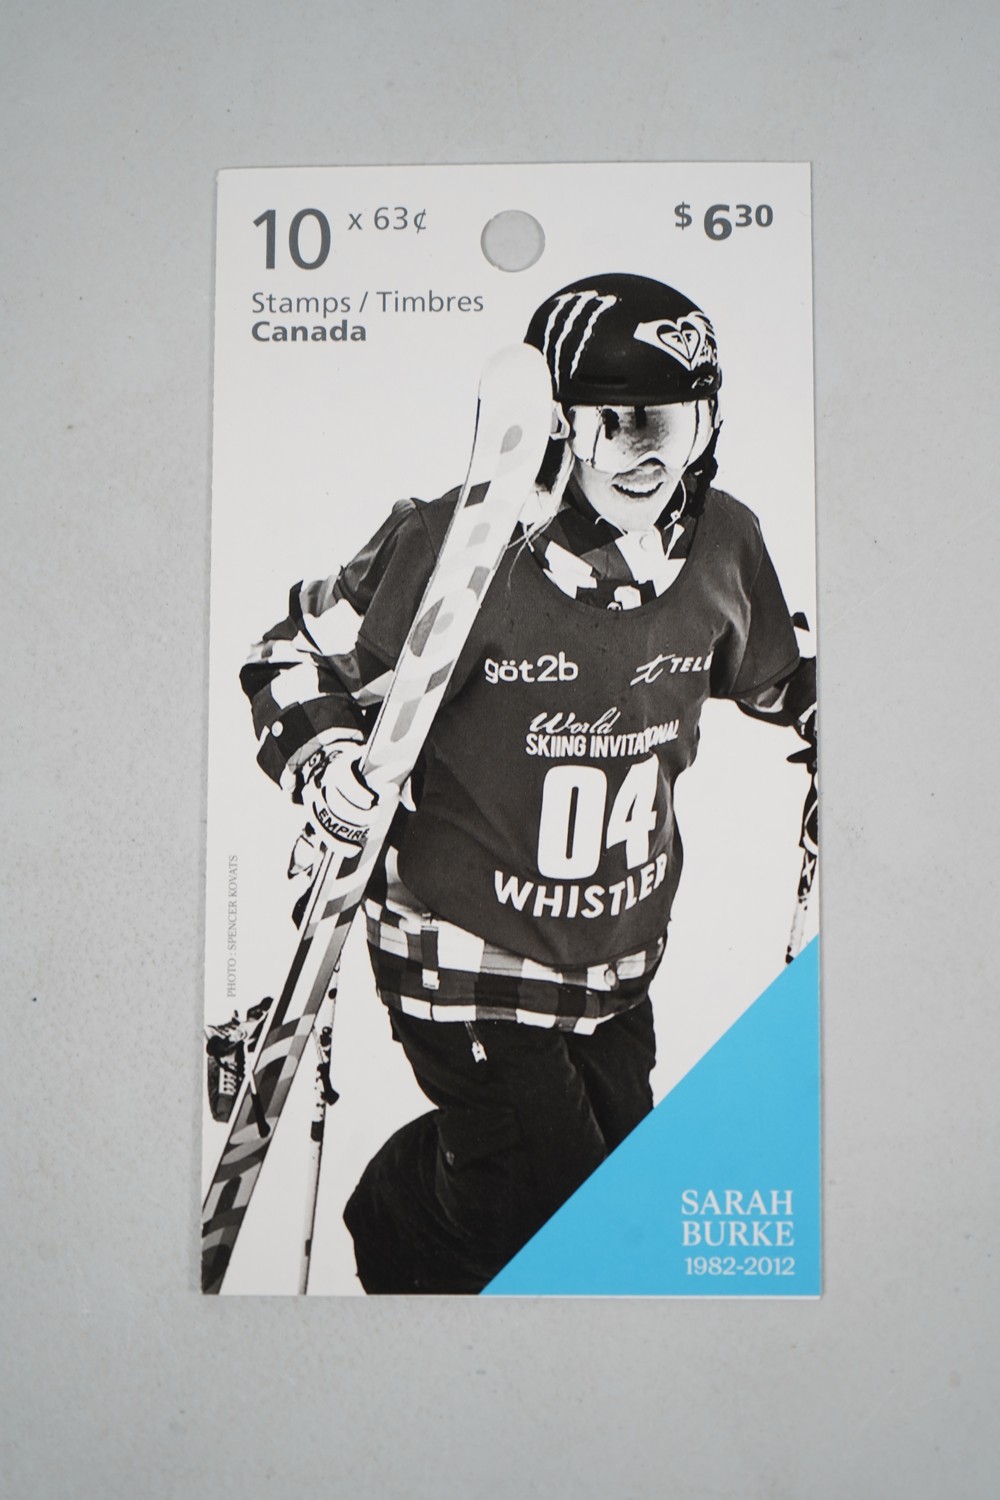 10 x 63¢
$ 6 30
Stamps / Timbres
Canada
göt2b
TELU
World
SKIING INVITATIONAL
04
WHISTLER
EMPIRE
PHOTO : SPENCER KOVATS
SARAH
BURKE
1982-2012